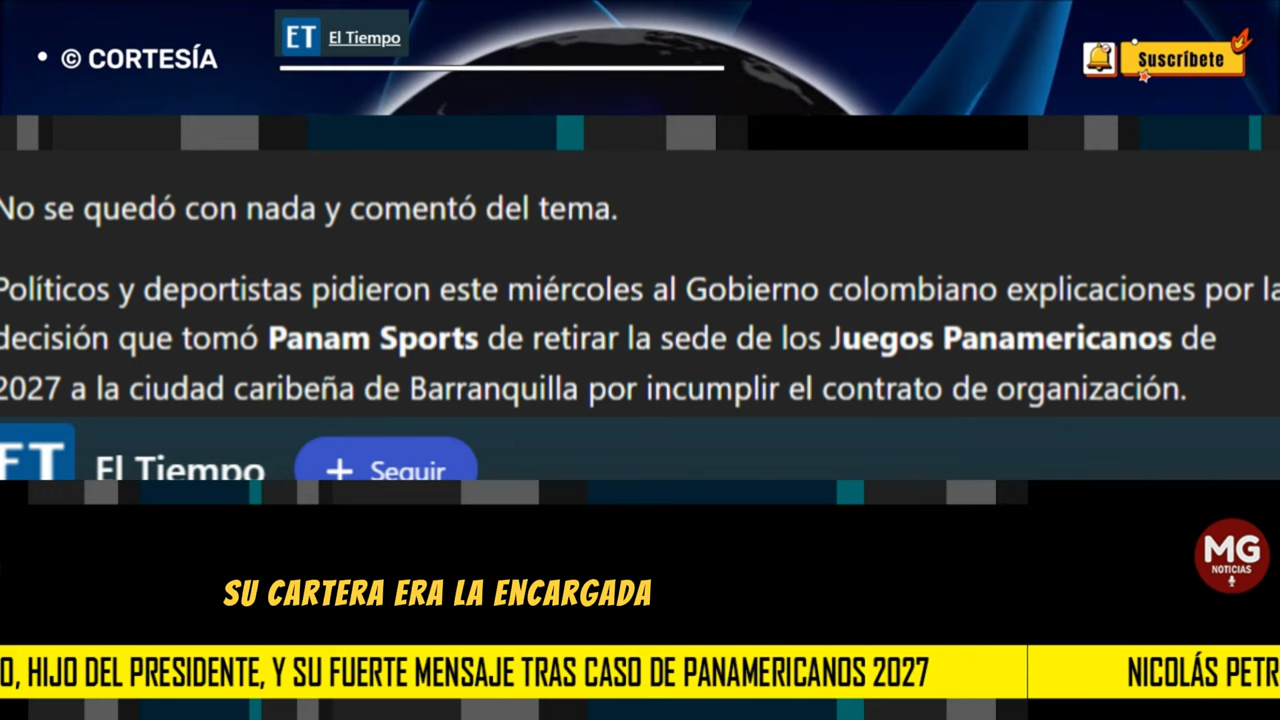 • © CORTESÍA
ET El Tiempo
Suscríbete
No se quedó con nada y comentó del tema.
Políticos y deportistas pidieron este miércoles al Gobierno colombiano explicaciones por la
decisión que tomó Panam Sports de retirar la sede de los Juegos Panamericanos de
2027 a la ciudad caribeña de Barranquilla por incumplir el contrato de organización.
ET El Tiempo + Seguir
MG
NOTICIAS
SU CARTERA ERA LA ENCARGADA
O, HIJO DEL PRESIDENTE, Y SU FUERTE MENSAJE TRAS CASO DE PANAMERICANOS 2027 NICOLÁS PETR